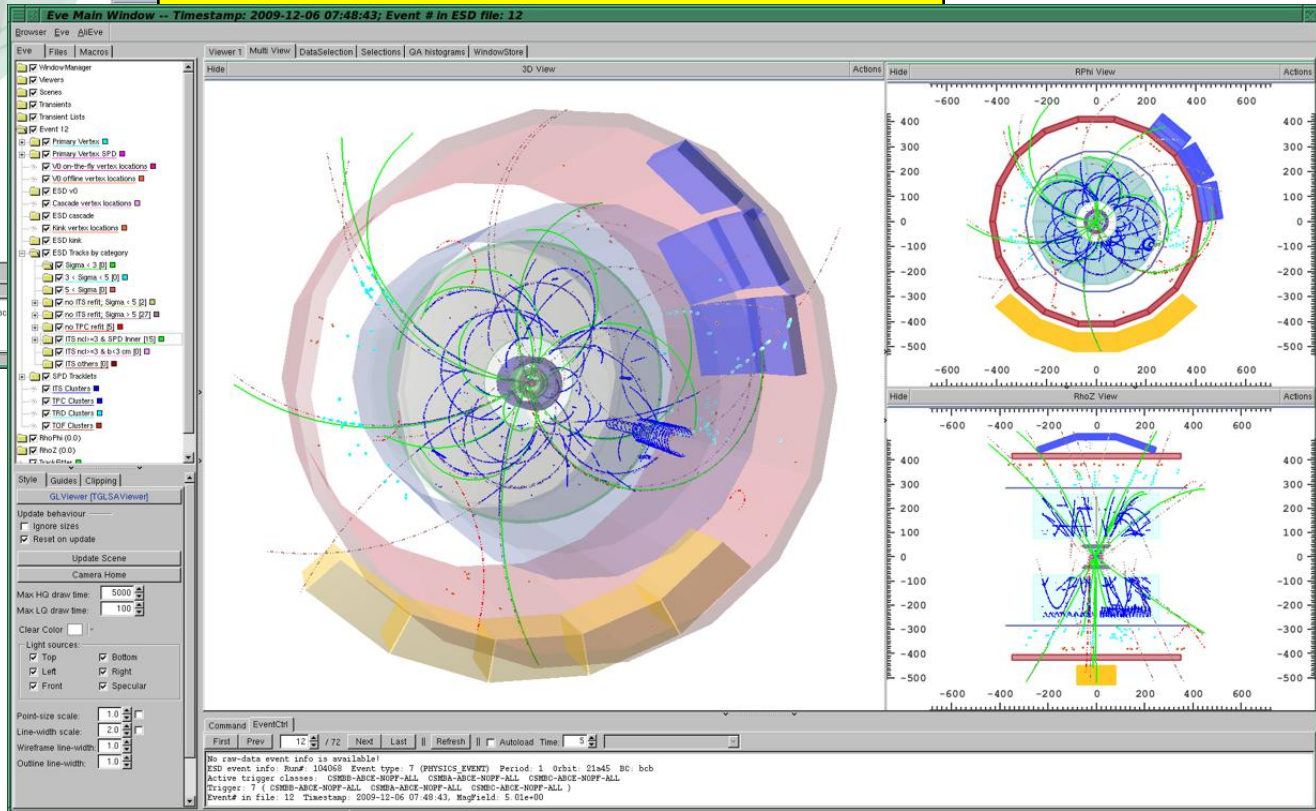 Eve Main Window -- Timestamp: 2009-12-06 07:48:43; Event # in ESD file: 12
Browser Eve AliEve
Eve Files Macros
Viewer 1 Multi View DataSelection Selections QA histograms WindowStore
WindowManager
Viewers
Scenes
Transients
Transient Lists
Event 12
Primary Vertex
Primary Vertex SPD
V0 on-the-fly vertex locations
V0 offline vertex locations
ESD v0
Cascade vertex locations
ESD cascade
Kink vertex locations
ESD kink
ESD Tracks by category
Sigma < 3 [0]
3 < Sigma < 5 [0]
5 < Sigma [0]
no ITS refit; Sigma < 5 [2]
no ITS refit; Sigma > 5 [27]
no TPC refit [5]
ITS ncl>=3 & SPD Inner [15]
ITS ncl>=3 & b<3 cm [0]
ITS others [0]
SPD Tracklets
ITS Clusters
TPC Clusters
TRD Clusters
TOF Clusters
RhoPhi (0.0)
RhoZ (0.0)
Style Guides Clipping
GLViewer [TGLSAViewer]
Update behaviour
Ignore sizes
Reset on update
Update Scene
Camera Home
Max HQ draw time: 5000
Max LQ draw time: 100
Clear Color
Light sources:
Top Bottom
Left Right
Front Specular
Point-size scale: 1.0
Line-width scale: 2.0
Wireframe line-width: 1.0
Outline line-width: 1.0
Hide 3D View Actions
Hide RPhi View Actions
-600 -400 -200 0 200 400 600
400 400
300 300
200 200
100 100
0 0
-100 -100
-200 -200
-300 -300
-400 -400
-500 -500
-600 -400 -200 0 200 400 600
Hide RhoZ View Actions
400 400
300 300
200 200
100 100
0 0
-100 -100
-200 -200
-300 -300
-400 -400
-500 -500
-600 -400 -200 0 200 400 600
Command EventCtrl
First Prev 12 / 72 Next Last || Refresh || Autoload Time: 5
No raw-data event info is available!
ESD event info: Run#: 104068 Event type: 7 (PHYSICS_EVENT) Period: 1 Orbit: 21a45 BC: bcb
Active trigger classes: CSMBB-ABCE-NOPF-ALL CSMBA-ABCE-NOPF-ALL CSMBC-ABCE-NOPF-ALL
Trigger: 7 ( CSMBB-ABCE-NOPF-ALL CSMBA-ABCE-NOPF-ALL CSMBC-ABCE-NOPF-ALL )
Event# in file: 12 Timestamp: 2009-12-06 07:48:43, MagField: 5.01e+00